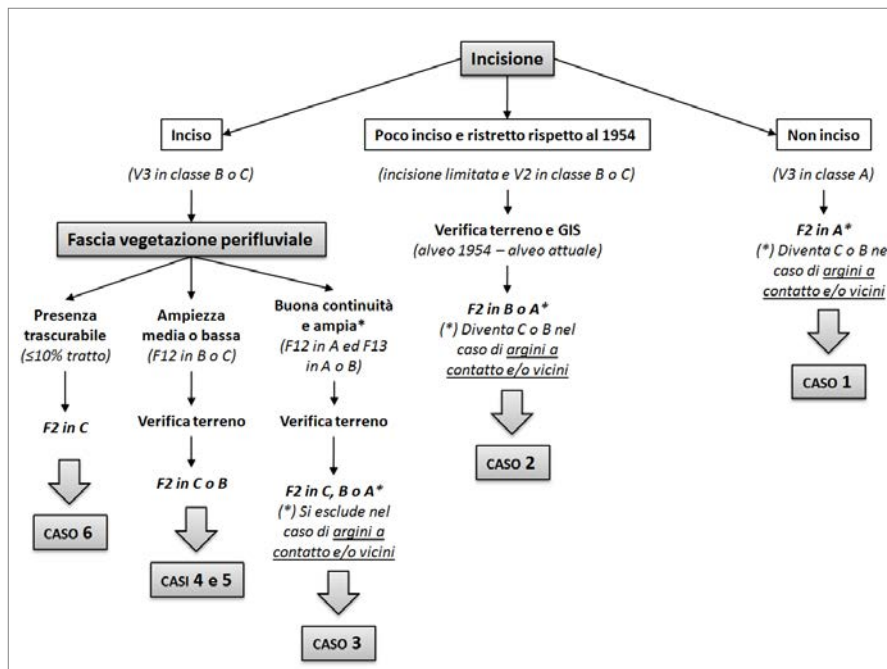 Incisione
Inciso
Poco inciso e ristretto rispetto al 1954
Non inciso
(V3 in classe B o C)
(incisione limitata e V2 in classe B o C)
(V3 in classe A)
Fascia vegetazione perifluviale
Verifica terreno e GIS
(alveo 1954 – alveo attuale)
F2 in A*
(*) Diventa C o B ne
caso di argini a
contatto e/o vicini
CASO 1
Presenza
trascurabile
(≤10% tratto)
Ampiezza
media o bassa
(F12 in B o C)
Buona continuità
e ampia*
(F12 in A ed F13
in A o B)
F2 in B o A*
(*) Diventa C o B nel
caso di argini a
contatto e/o vicini
CASO 2
F2 in C
Verifica terreno
Verifica terreno
CASO 6
F2 in C o B
CASI 4 e 5
F2 in C, B o A*
(*) Si esclude nel
caso di argini a
contatto e/o vicini
CASO 3